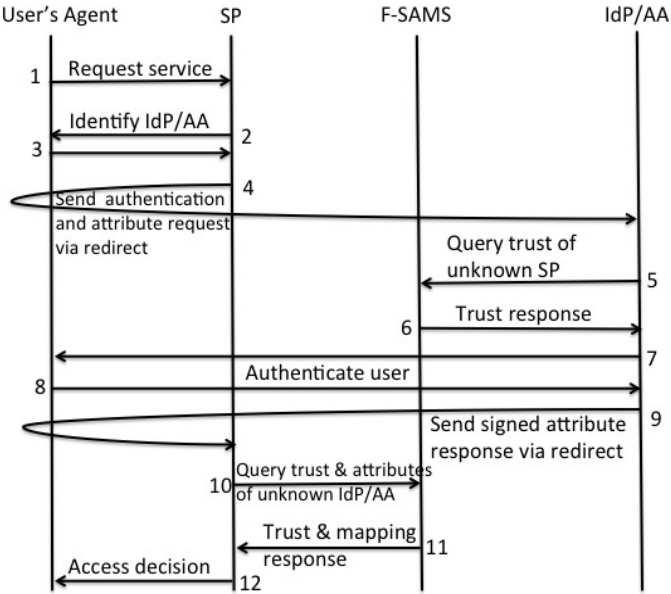 User's Agent SP F-SAMS IdP/AA
1 Request service
Identify IdP/AA 2
3
4
Send authentication
and attribute request
via redirect
Query trust of
unknown SP
5
6 Trust response
7
Authenticate user
8
9
Send signed attribute
response via redirect
Query trust & attributes
10 of unknown IdP/AA
Trust & mapping
response
11
Access decision
12